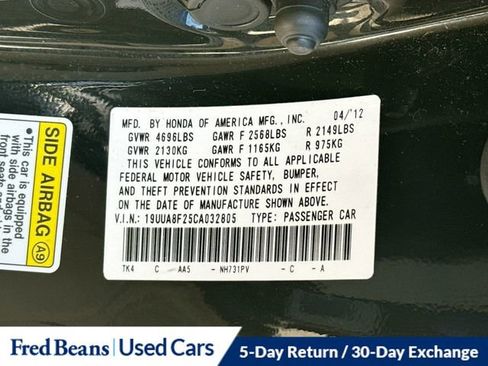 MFD. BY HONDA OF AMERICA MFG., INC. 04/'12
GVWR 4696LBS GAWR F 2568LBS R 2149LBS
GVWR 2130KG GAWR F 1165KG R 975KG
THIS VEHICLE CONFORMS TO ALL APPLICABLE
FEDERAL MOTOR VEHICLE SAFETY, BUMPER,
AND THEFT PREVENTION STANDARDS IN EFFECT
ON THE DATE OF MANUFACTURE SHOWN ABOVE.
V.I.N.: 19UUA8F25CA032805 TYPE: PASSENGER CAR
TK4 C AA5 - NH731PV - C - A
SIDE AIRBAG A9
•This car is equipped
with side airbags in the
front seats and
Fred Beans Used Cars
5-Day Return / 30-Day Exchange